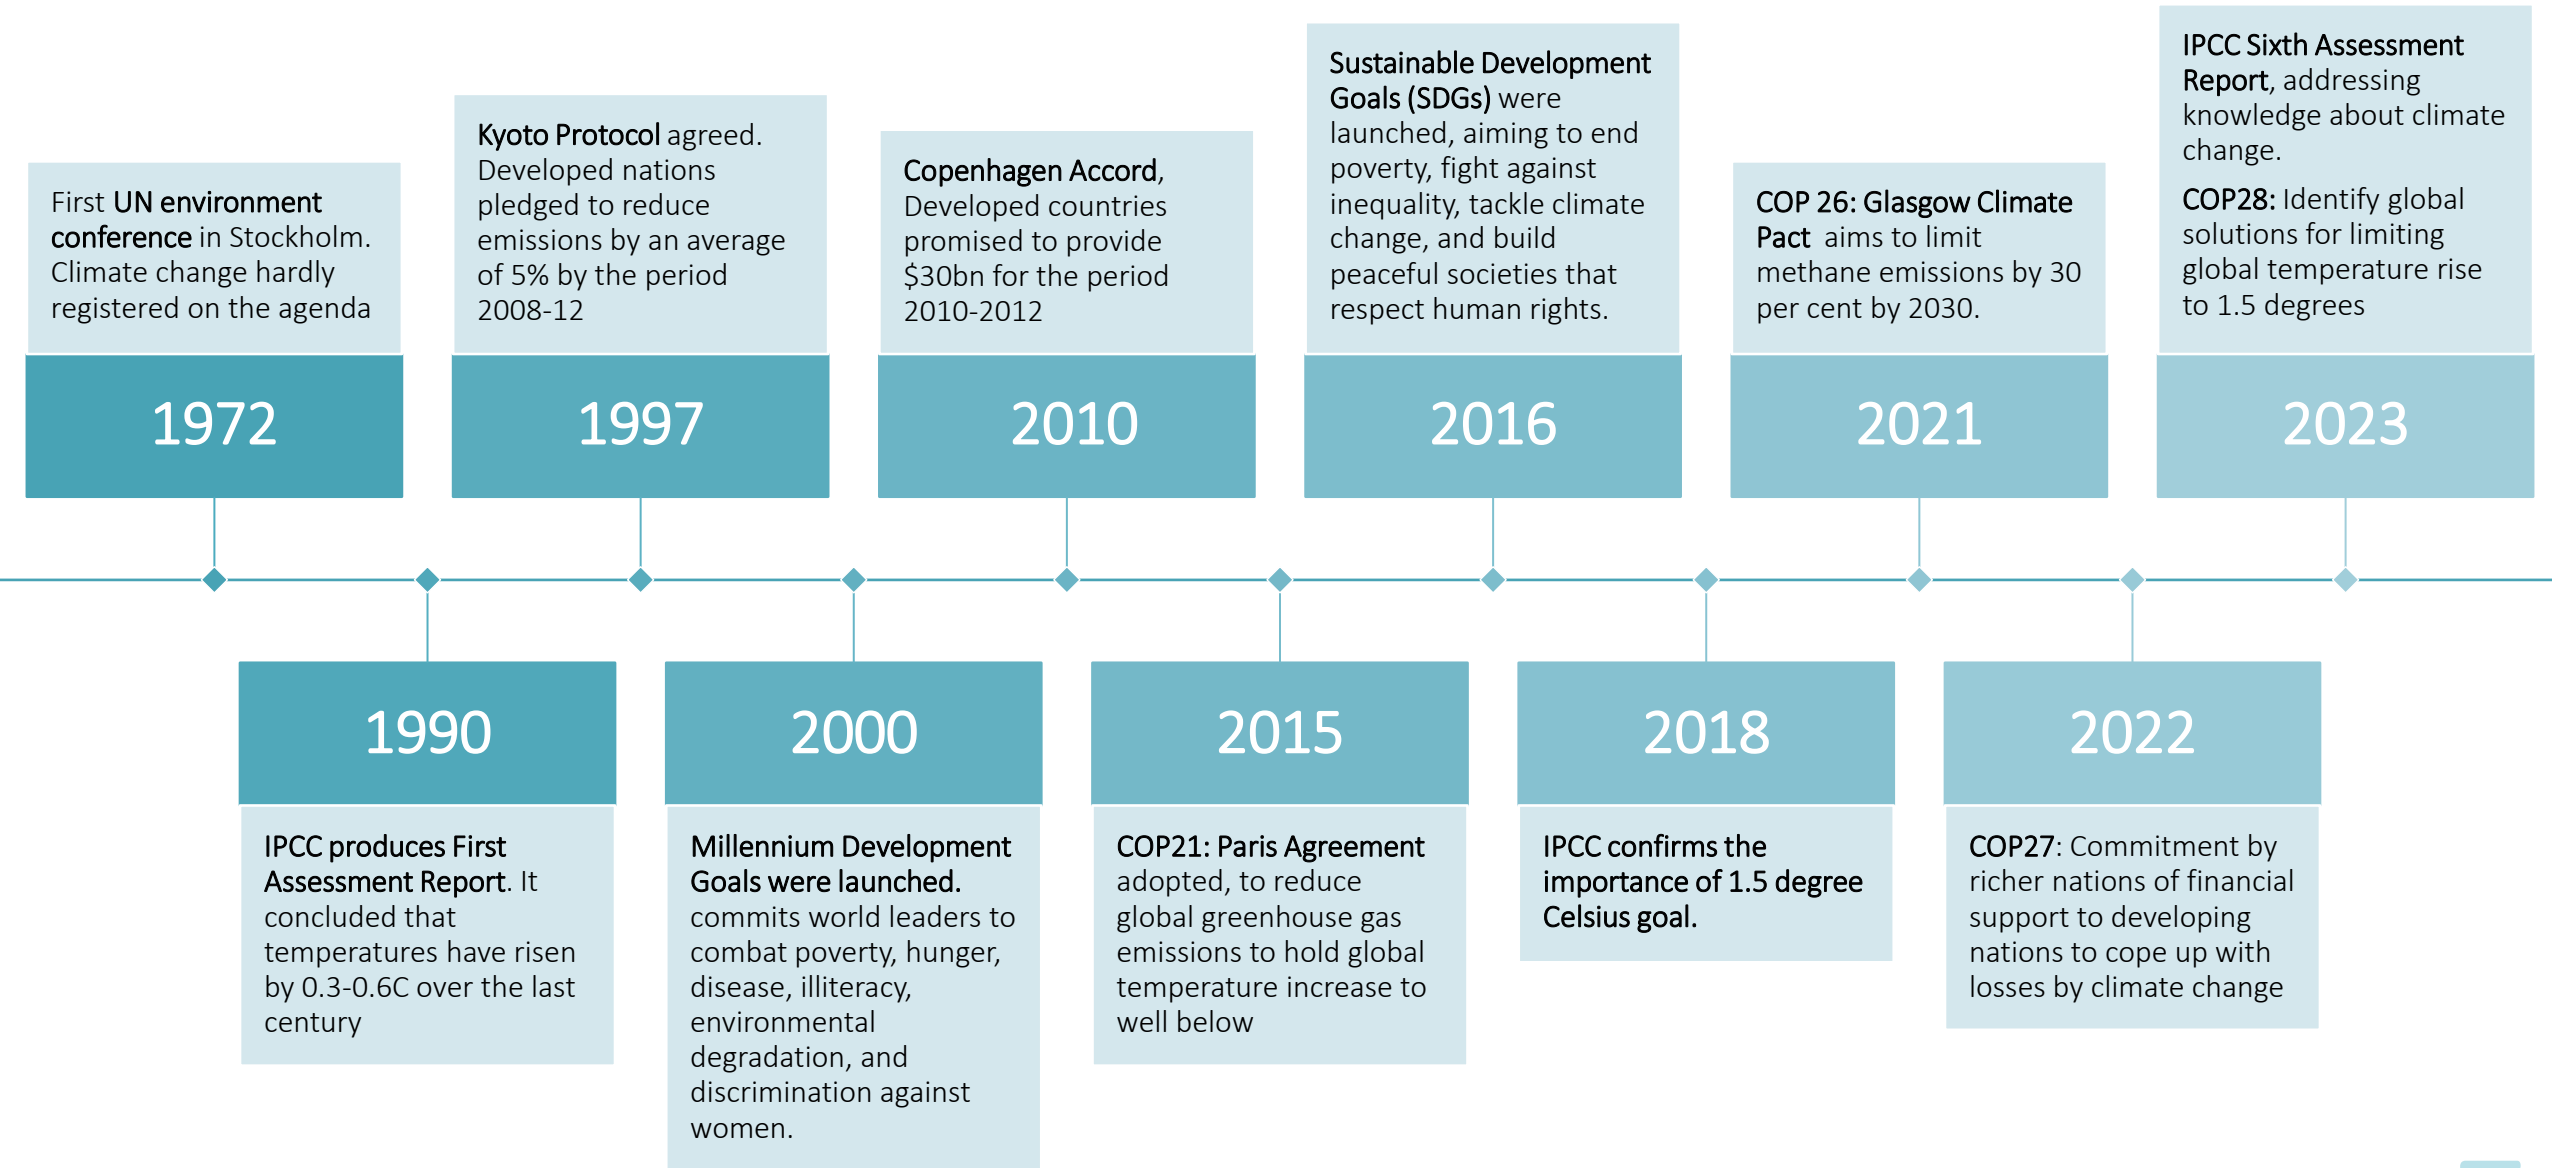 First UN environment
conference in Stockholm.
Climate change hardly
registered on the agenda
1972
IPCC produces First
Assessment Report. It
concluded that
temperatures have risen
by 0.3-0.6C over the last
century
1990
Kyoto Protocol agreed.
Developed nations
pledged to reduce
emissions by an average
of 5% by the period
2008-12
1997
2000
Millennium Development
Goals were launched.
commits world leaders to
combat poverty, hunger,
disease, illiteracy,
environmental
degradation, and
discrimination against
women.
Copenhagen Accord,
Developed countries
promised to provide
$30bn for the period
2010-2012
2010
2015
COP21: Paris Agreement
adopted, to reduce
global greenhouse gas
emissions to hold global
temperature increase to
well below
Sustainable Development
Goals (SDGs) were
launched, aiming to end
poverty, fight against
inequality, tackle climate
change, and build
peaceful societies that
respect human rights.
2016
2018
IPCC confirms the
importance of 1.5 degree
Celsius goal.
COP 26: Glasgow Climate
Pact  aims to limit
methane emissions by 30
per cent by 2030.
2021
2022
COP27: Commitment by
richer nations of financial
support to developing
nations to cope up with
losses by climate change
IPCC Sixth Assessment
Report, addressing
knowledge about climate
change.
COP28: Identify global
solutions for limiting
global temperature rise
to 1.5 degrees
2023